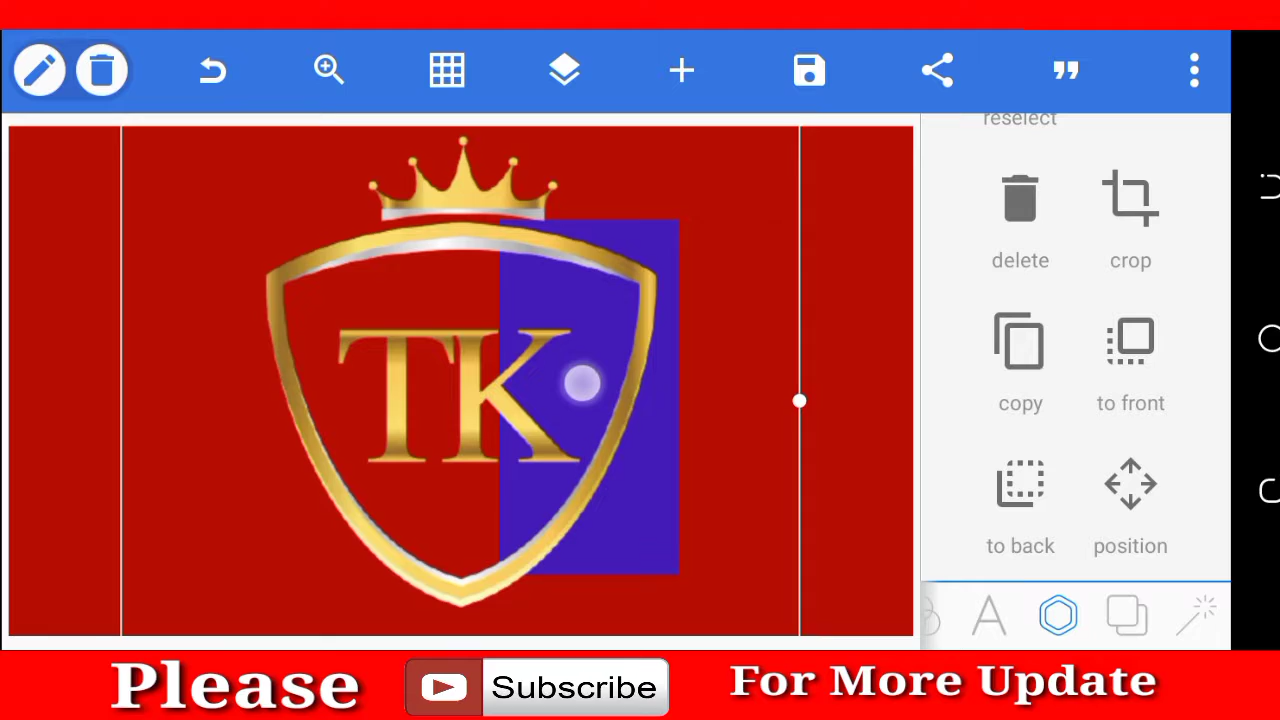 reselect
delete crop
TK
copy to front
to back position
Please Subscribe For More Update